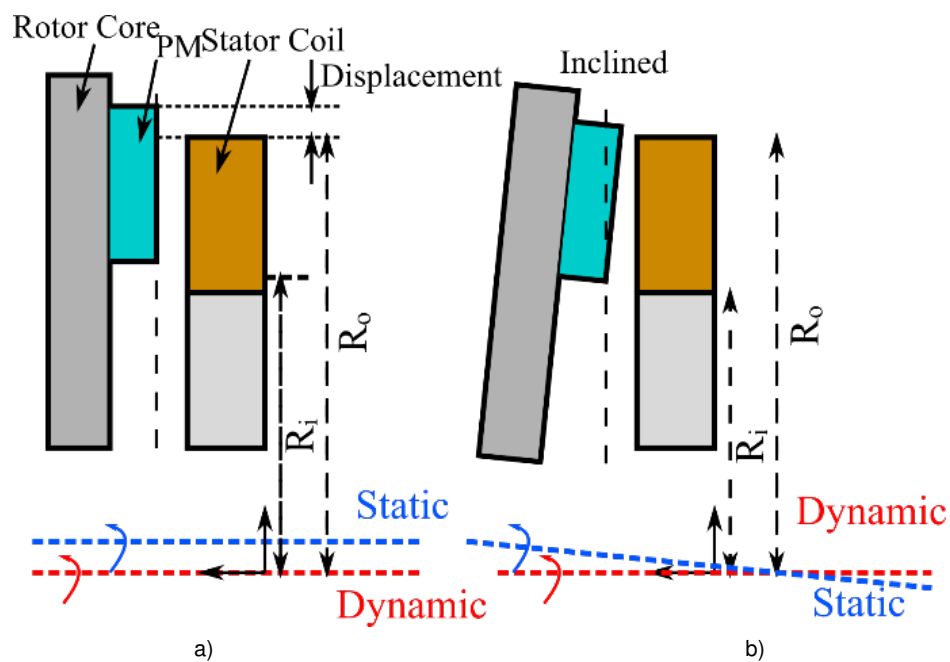 Rotor Core
PM
Stator Coil
Displacement
Inclined
Ro
Ri
Ro
Ri
Static
Dynamic
Dynamic
Static
a)
b)